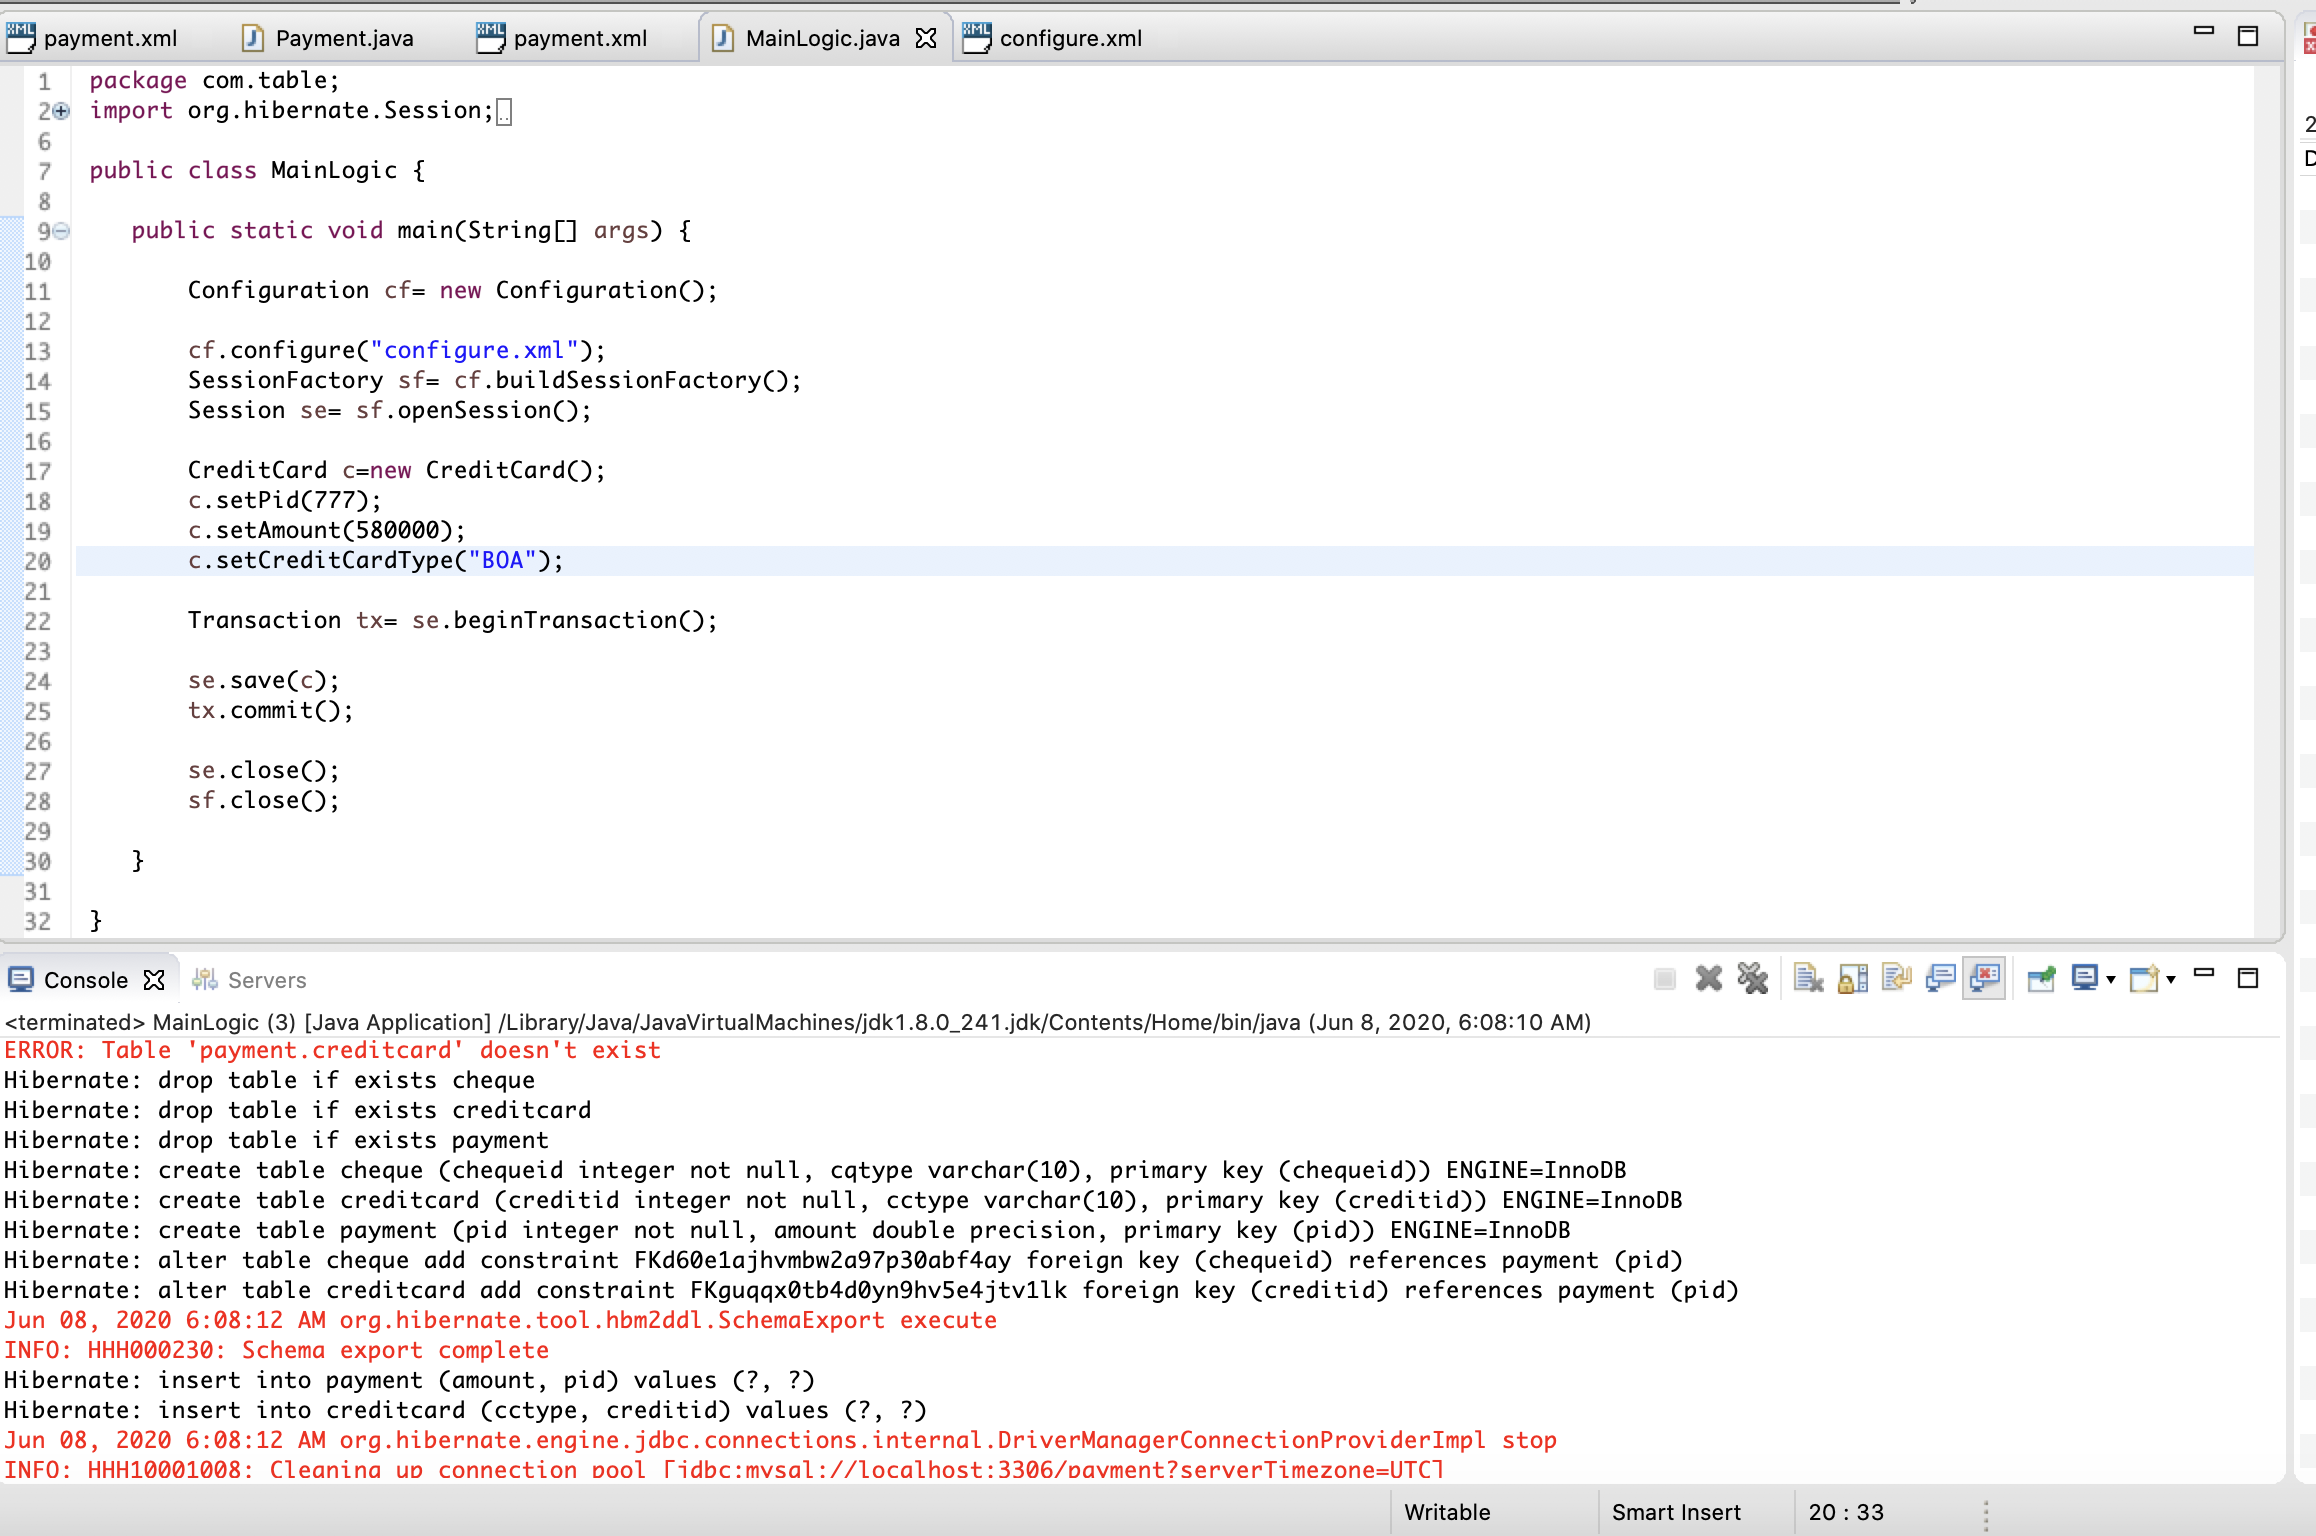 payment.xml Payment.java payment.xml MainLogic.java configure.xml
1 package com.table;
2 import org.hibernate.Session;
6
7 public class MainLogic {
8
9 public static void main(String[] args) {
10
11 Configuration cf= new Configuration();
12
13 cf.configure("configure.xml");
14 SessionFactory sf= cf.buildSessionFactory();
15 Session se= sf.openSession();
16
17 CreditCard c=new CreditCard();
18 c.setPid(777);
19 c.setAmount(580000);
20 c.setCreditCardType("BOA");
21
22 Transaction tx= se.beginTransaction();
23
24 se.save(c);
25 tx.commit();
26
27 se.close();
28 sf.close();
29
30 }
31
32 }
Console Servers
<terminated> MainLogic (3) [Java Application] /Library/Java/JavaVirtualMachines/jdk1.8.0_241.jdk/Contents/Home/bin/java (Jun 8, 2020, 6:08:10 AM)
ERROR: Table 'payment.creditcard' doesn't exist
Hibernate: drop table if exists cheque
Hibernate: drop table if exists creditcard
Hibernate: drop table if exists payment
Hibernate: create table cheque (chequeid integer not null, cqtype varchar(10), primary key (chequeid)) ENGINE=InnoDB
Hibernate: create table creditcard (creditid integer not null, cctype varchar(10), primary key (creditid)) ENGINE=InnoDB
Hibernate: create table payment (pid integer not null, amount double precision, primary key (pid)) ENGINE=InnoDB
Hibernate: alter table cheque add constraint FKd60e1ajhvmbw2a97p30abf4ay foreign key (chequeid) references payment (pid)
Hibernate: alter table creditcard add constraint FKguqqx0tb4d0yn9hv5e4jtv1lk foreign key (creditid) references payment (pid)
Jun 08, 2020 6:08:12 AM org.hibernate.tool.hbm2ddl.SchemaExport execute
INFO: HHH000230: Schema export complete
Hibernate: insert into payment (amount, pid) values (?, ?)
Hibernate: insert into creditcard (cctype, creditid) values (?, ?)
Jun 08, 2020 6:08:12 AM org.hibernate.engine.jdbc.connections.internal.DriverManagerConnectionProviderImpl stop
INFO: HHH10001008: Cleaning up connection pool [jdbc:mysql://localhost:3306/payment?serverTimezone=UTC]
Writable Smart Insert 20 : 33